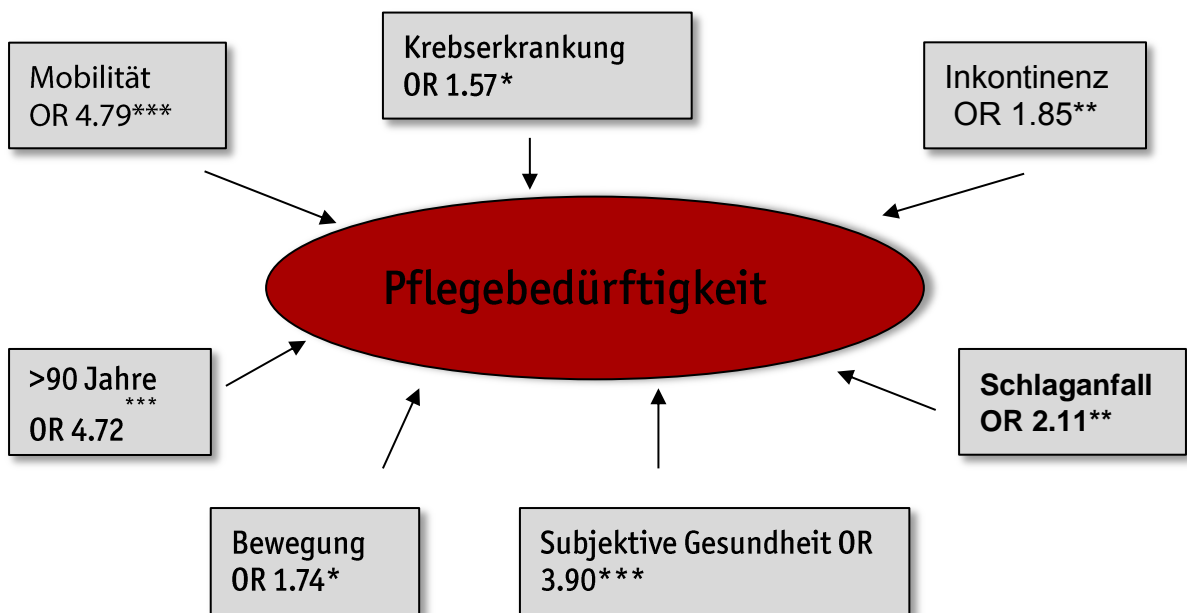 Krebserkrankung
OR 1.57*
Mobilität
OR 4.79***
Inkontinenz
OR 1.85**
Pflegebedürftigkeit
>90 Jahre
***
OR 4.72
Schlaganfall
OR 2.11**
Bewegung
OR 1.74*
Subjektive Gesundheit OR
3.90***